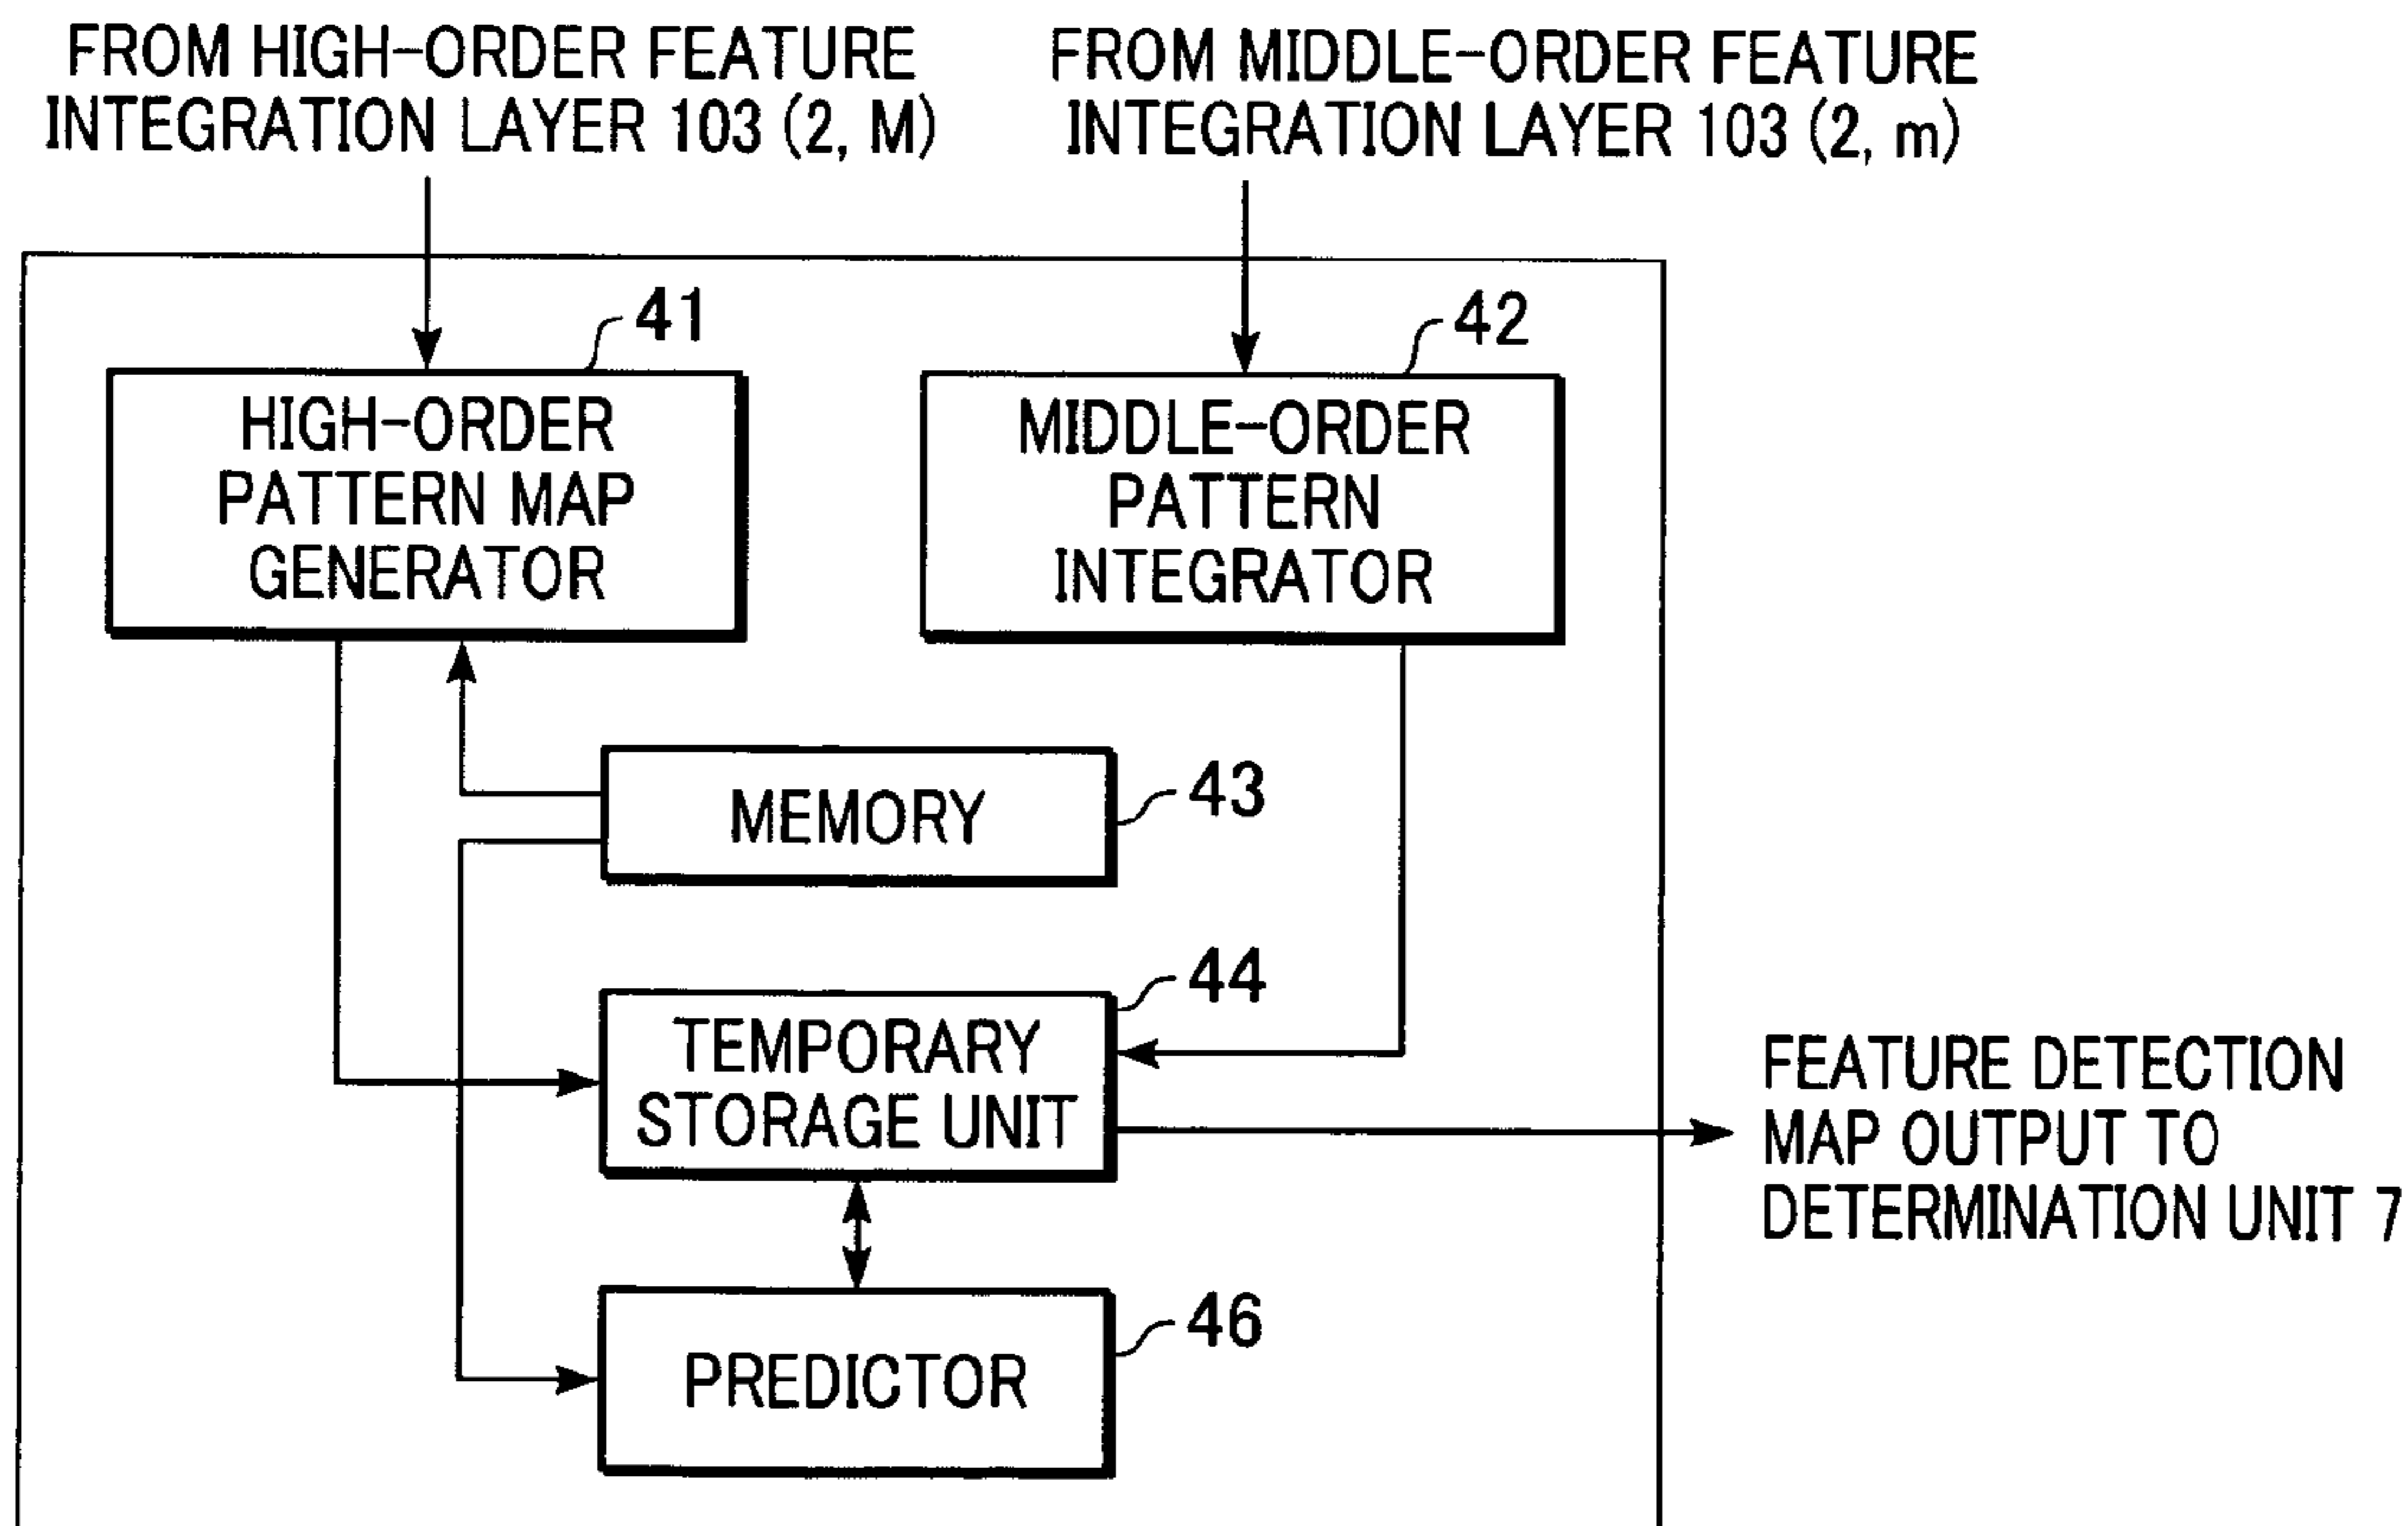 FROM HIGH-ORDER FEATURE
INTEGRATION LAYER 103 (2, M)
FROM MIDDLE-ORDER FEATURE
INTEGRATION LAYER 103 (2, m)
41
HIGH-ORDER
PATTERN MAP
GENERATOR
42
MIDDLE-ORDER
PATTERN
INTEGRATOR
MEMORY
43
44
TEMPORARY
STORAGE UNIT
FEATURE DETECTION
MAP OUTPUT TO
DETERMINATION UNIT 7
46
PREDICTOR